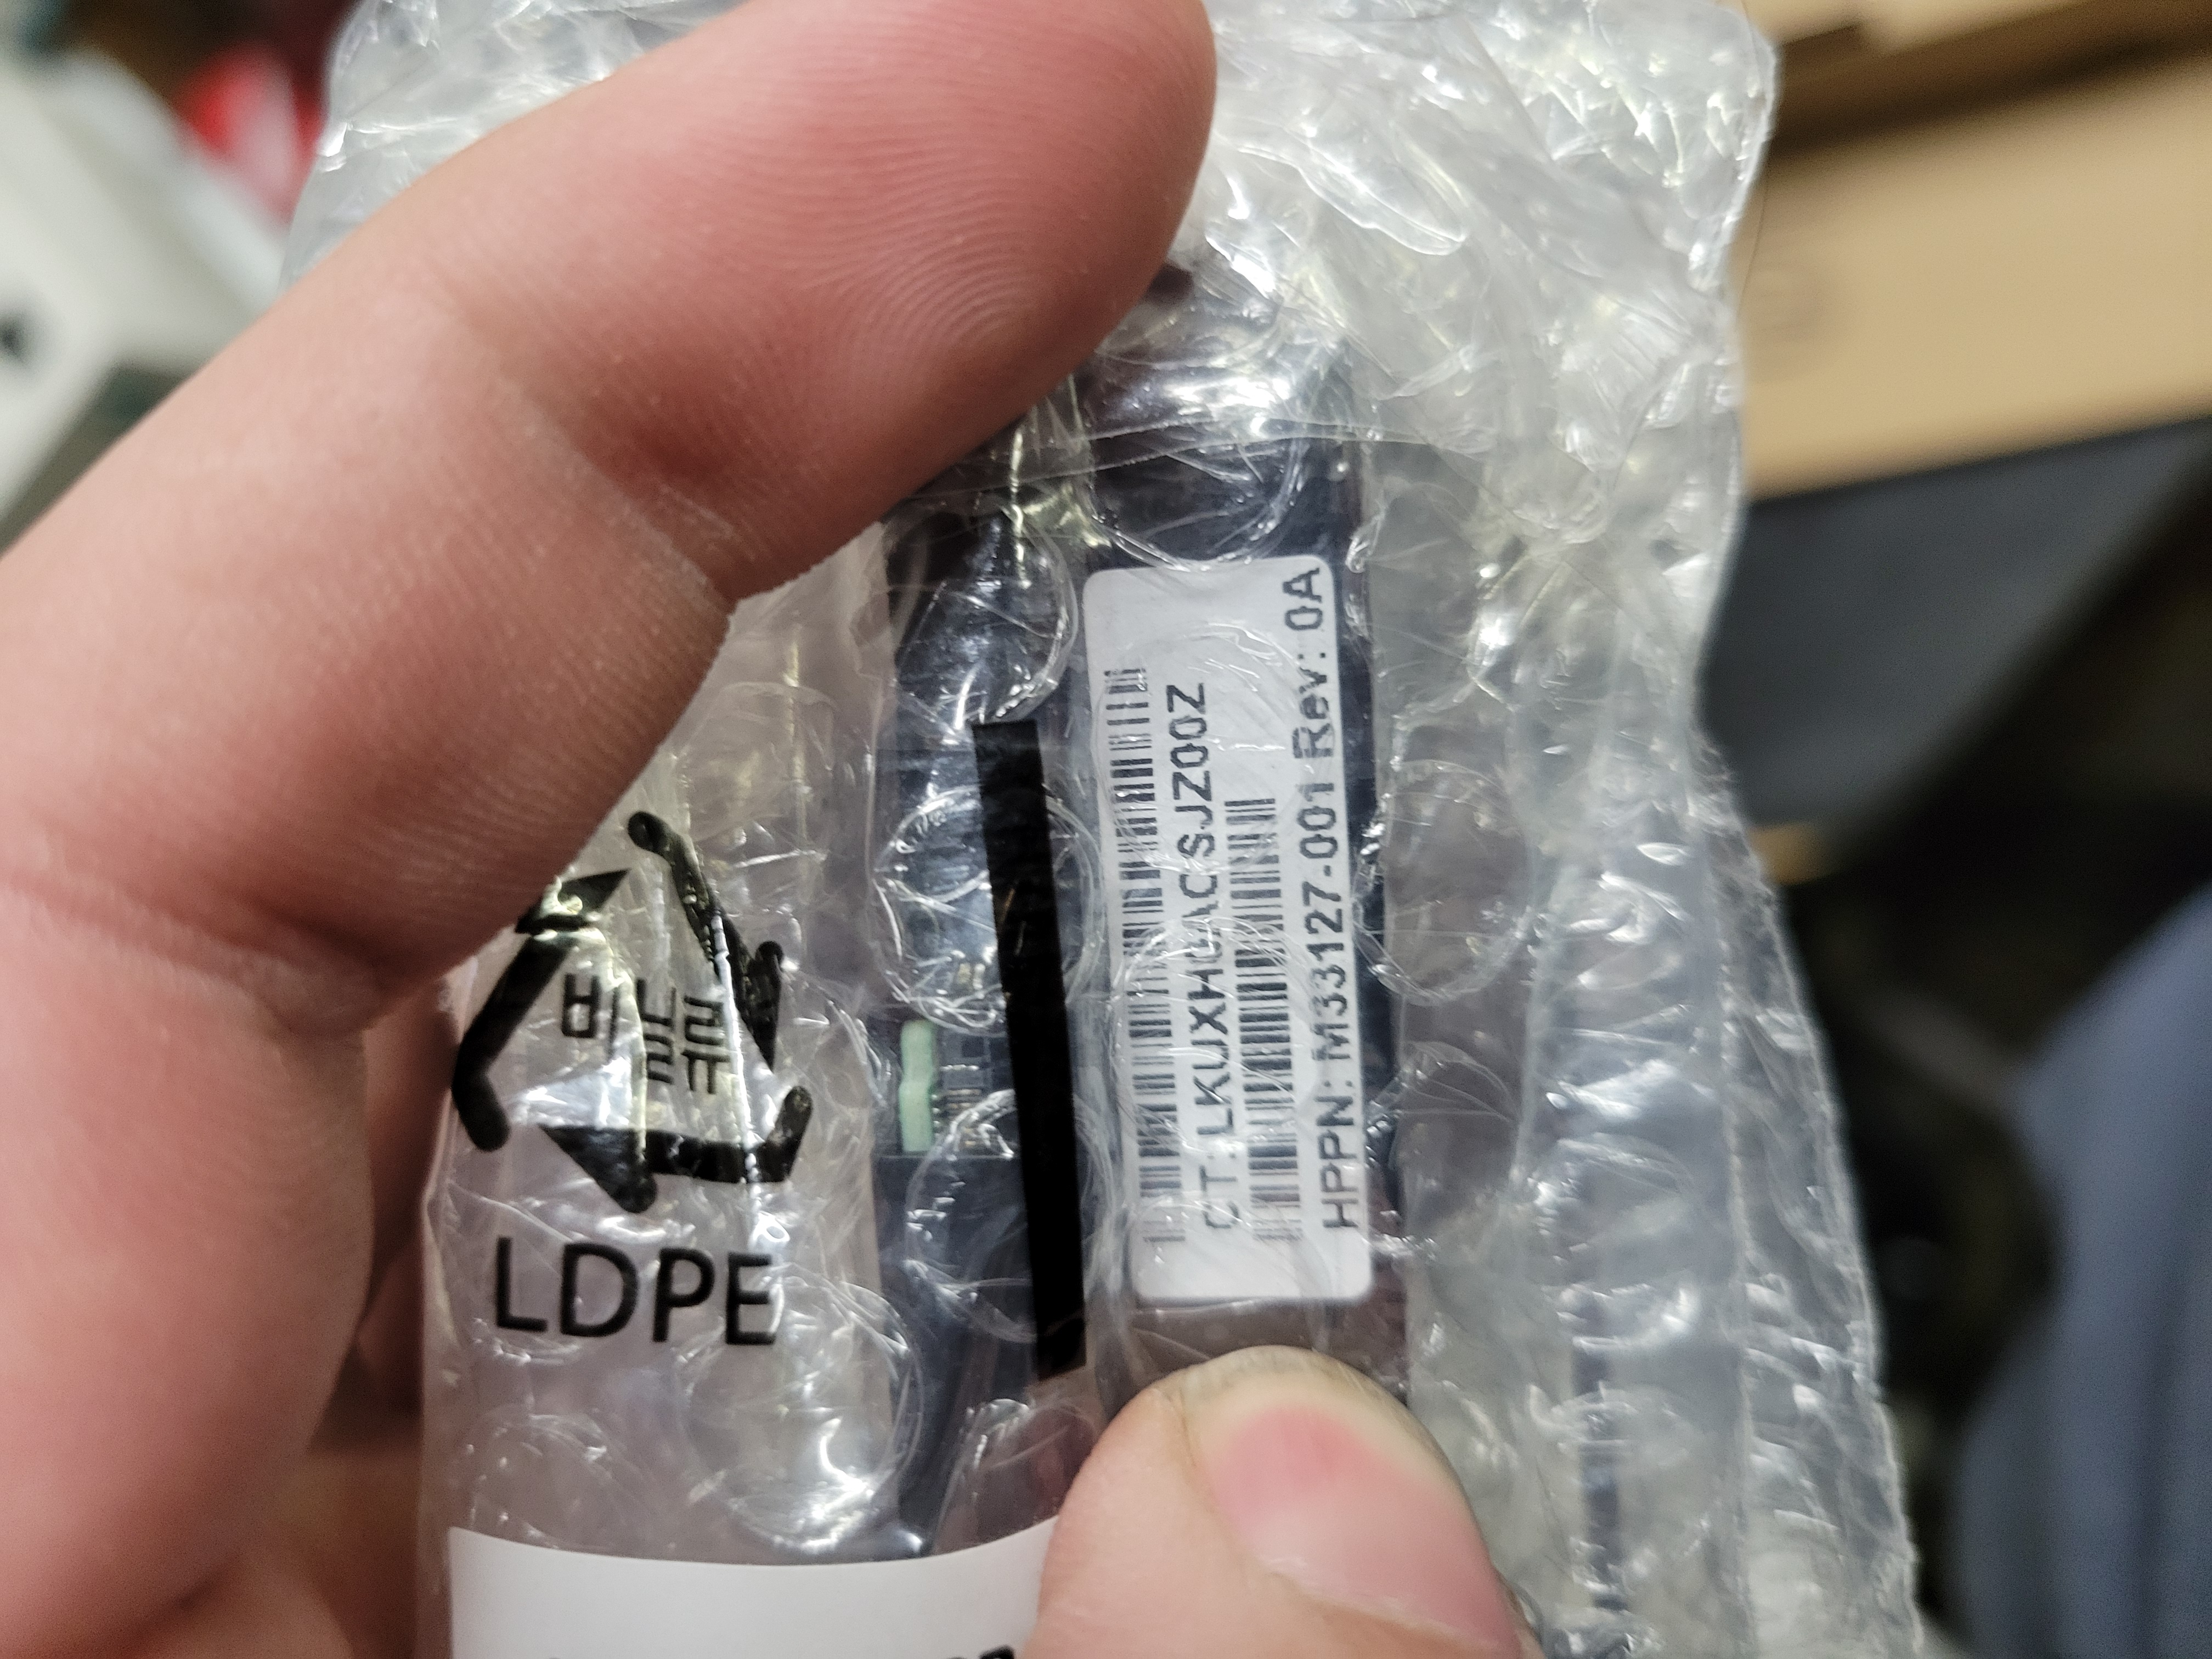 비닐류
LDPE
CT: LKUXHUACSJZ00Z
HPPN: M33127-001 Rev: 0A